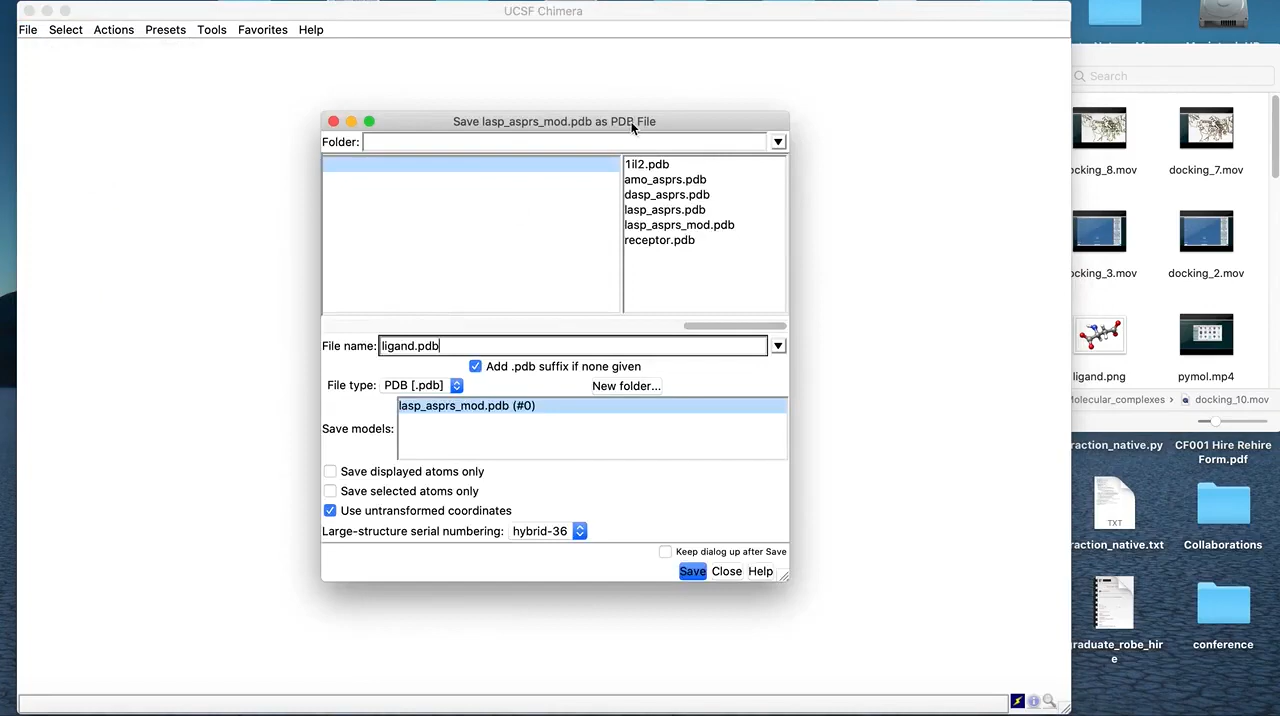 UCSF Chimera
File Select Actions Presets Tools Favorites Help
Save lasp_asprs_mod.pdb as PDB File
Folder:
1il2.pdb
amo_asprs.pdb
dasp_asprs.pdb
lasp_asprs.pdb
lasp_asprs_mod.pdb
receptor.pdb
File name: ligand.pdb
Add .pdb suffix if none given
File type: PDB [.pdb] New folder...
lasp_asprs_mod.pdb (#0)
Save models:
Save displayed atoms only
Save selected atoms only
Use untransformed coordinates
Large-structure serial numbering: hybrid-36
Keep dialog up after Save
Save Close Help
Search
ocking_8.mov docking_7.mov
ocking_3.mov docking_2.mov
ligand.png pymol.mp4
Molecular_complexes › docking_10.mov
raction_native.py CF001 Hire Rehire
Form.pdf
TXT
raction_native.txt Collaborations
raduate_robe_hir conference
e